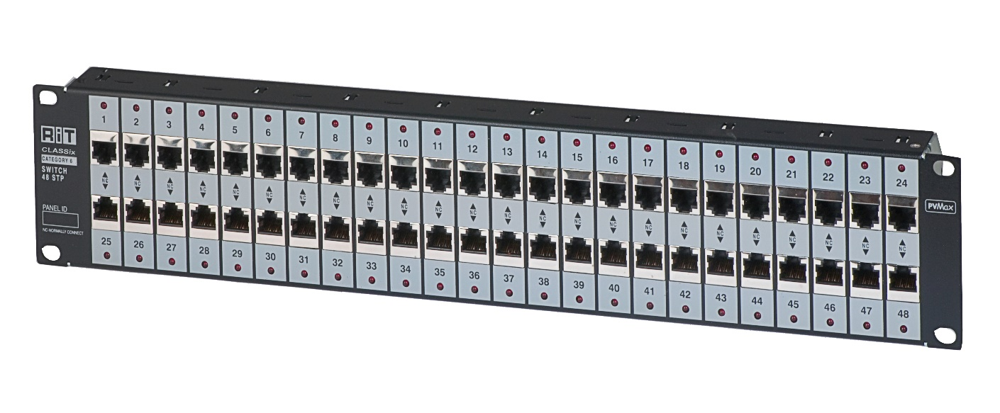 1 2 3 4 5 6 7 8 9 10 11 12 13 14 15 16 17 18 19 20 21 22 23 24
RiT
CLASSix
CATEGORY 6
SWITCH
48 STP
NC NC NC NC NC NC NC NC NC NC NC NC NC NC NC NC NC NC NC NC NC NC NC NC
PVMax
PANEL ID
NC-NORMALLY CONNECT
25 26 27 28 29 30 31 32 33 34 35 36 37 38 39 40 41 42 43 44 45 46 47 48